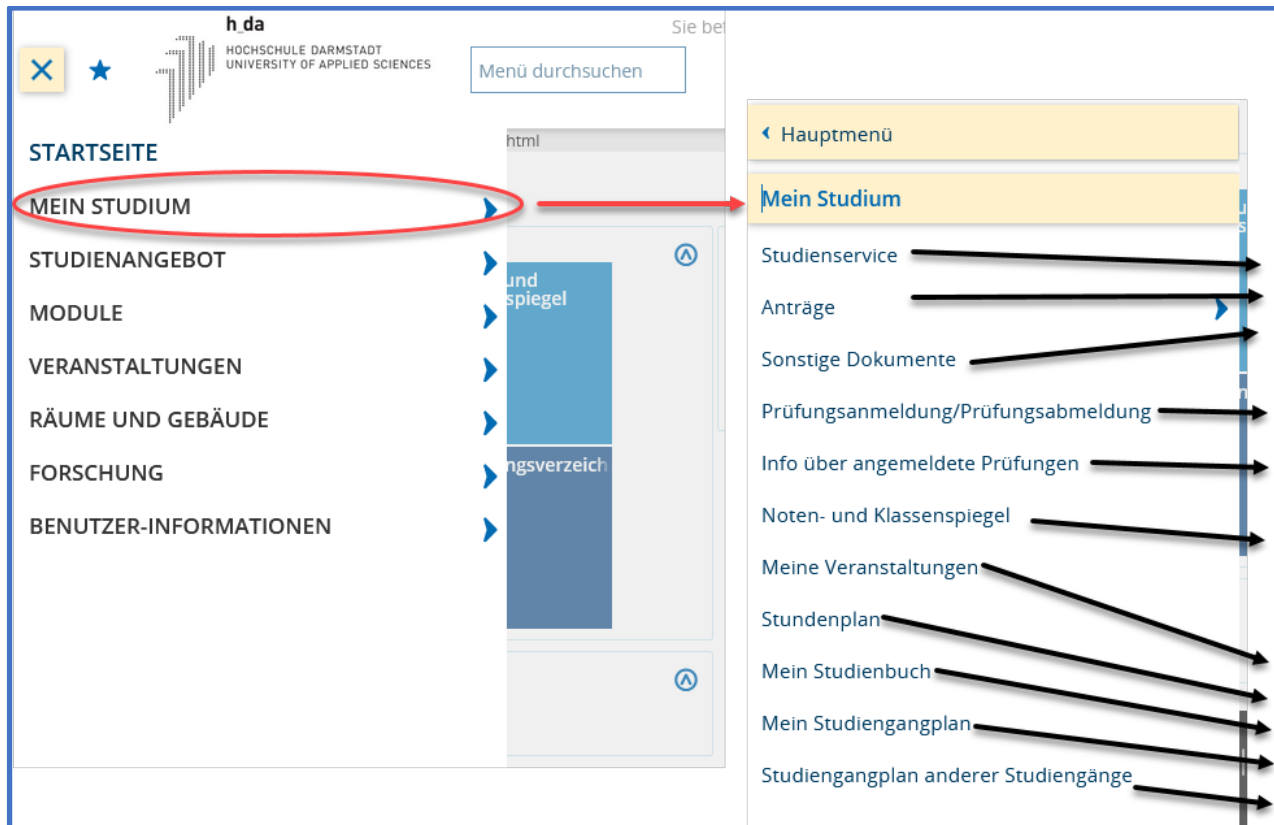 h_da
HOCHSCHULE DARMSTADT
UNIVERSITY OF APPLIED SCIENCES
Sie bef
Menü durchsuchen
STARTSEITE
MEIN STUDIUM
STUDIENANGEBOT
MODULE
VERANSTALTUNGEN
RÄUME UND GEBÄUDE
FORSCHUNG
BENUTZER-INFORMATIONEN
html
und
spiegel
ngsverzeich
Hauptmenü
Mein Studium
Studienservice
Anträge
Sonstige Dokumente
Prüfungsanmeldung/Prüfungsabmeldung
Info über angemeldete Prüfungen
Noten- und Klassenspiegel
Meine Veranstaltungen
Stundenplan
Mein Studienbuch
Mein Studiengangplan
Studiengangplan anderer Studiengänge